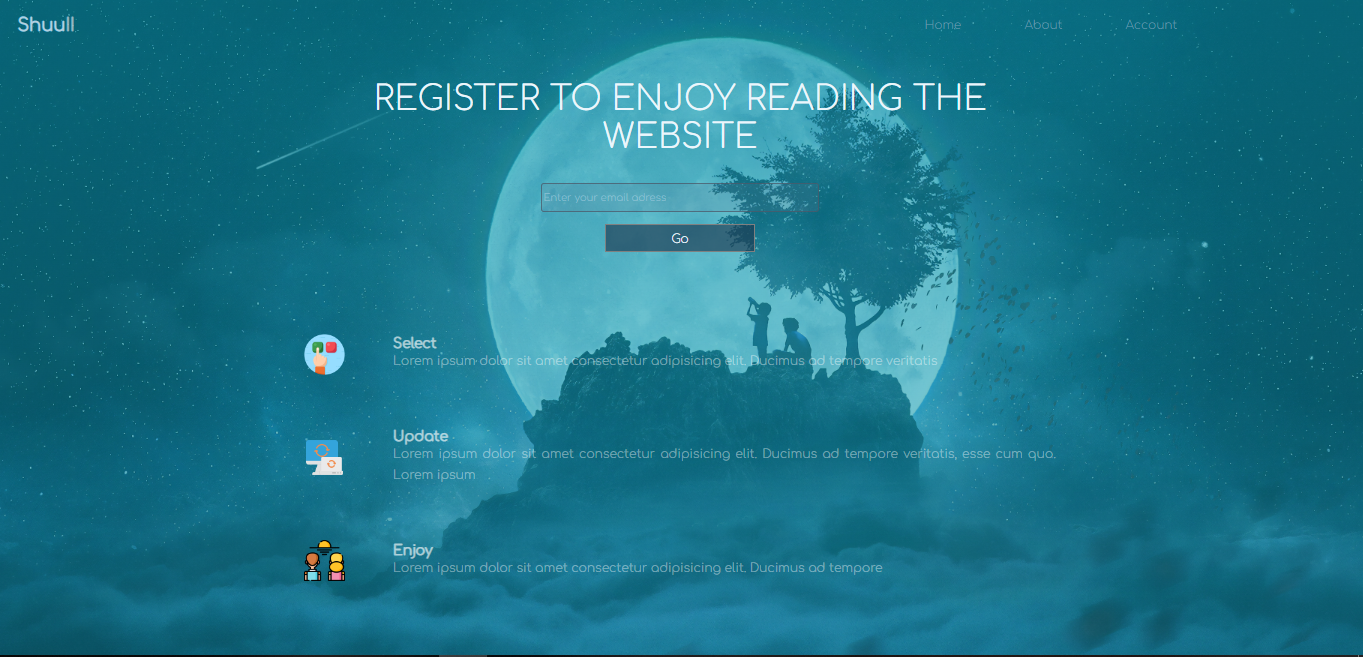 Shuull
Home About Account
REGISTER TO ENJOY READING THE
WEBSITE
Enter your email adress
Go
Select
Lorem ipsum dolor sit amet consectetur adipisicing elit. Ducimus ad tempore veritatis
Update
Lorem ipsum dolor sit amet consectetur adipisicing elit. Ducimus ad tempore veritatis, esse cum quo.
Lorem ipsum
Enjoy
Lorem ipsum dolor sit amet consectetur adipisicing elit. Ducimus ad tempore